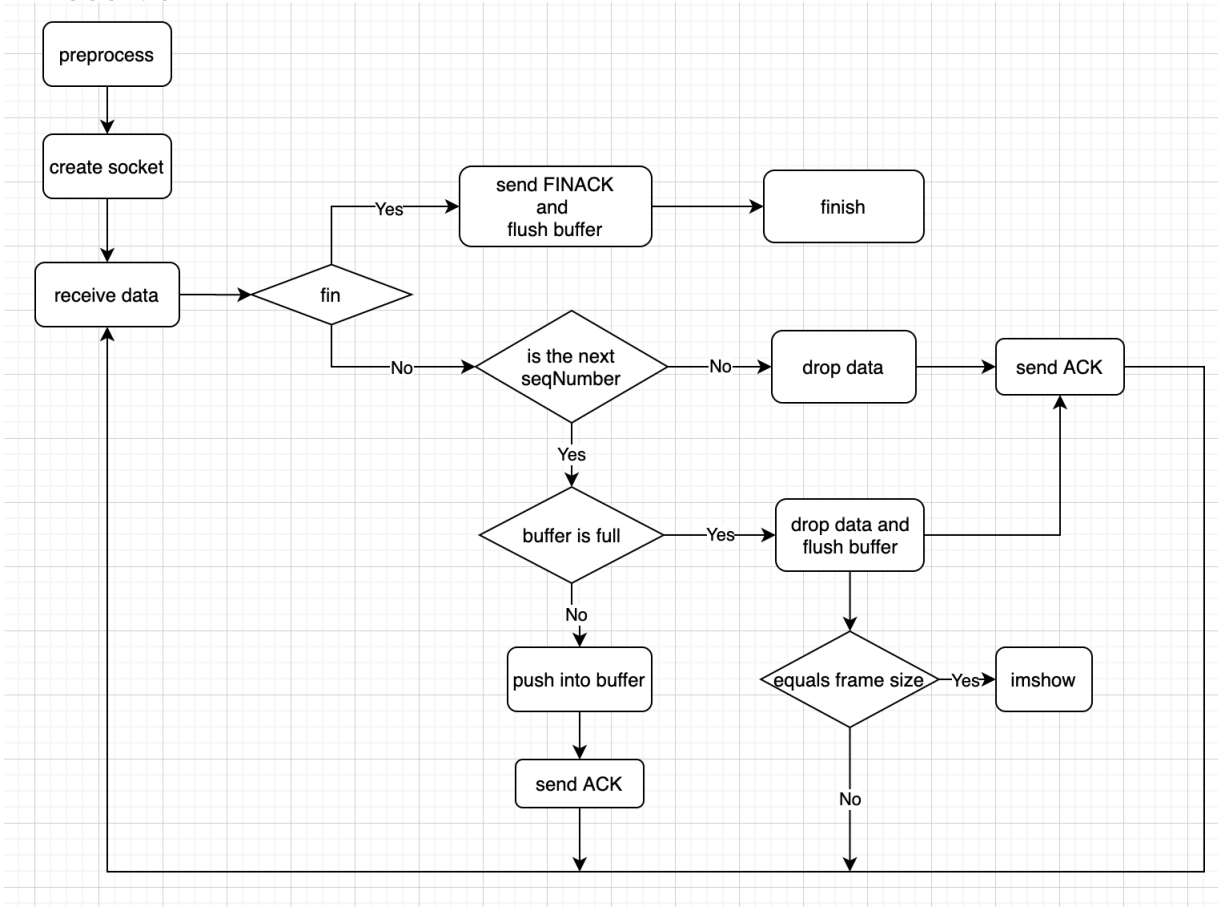 preprocess
create socket
receive data
fin
Yes
send FINACK
and
flush buffer
finish
No
is the next
seqNumber
No
drop data
send ACK
Yes
buffer is full
Yes
drop data and
flush buffer
No
push into buffer
equals frame size
Yes
imshow
send ACK
No